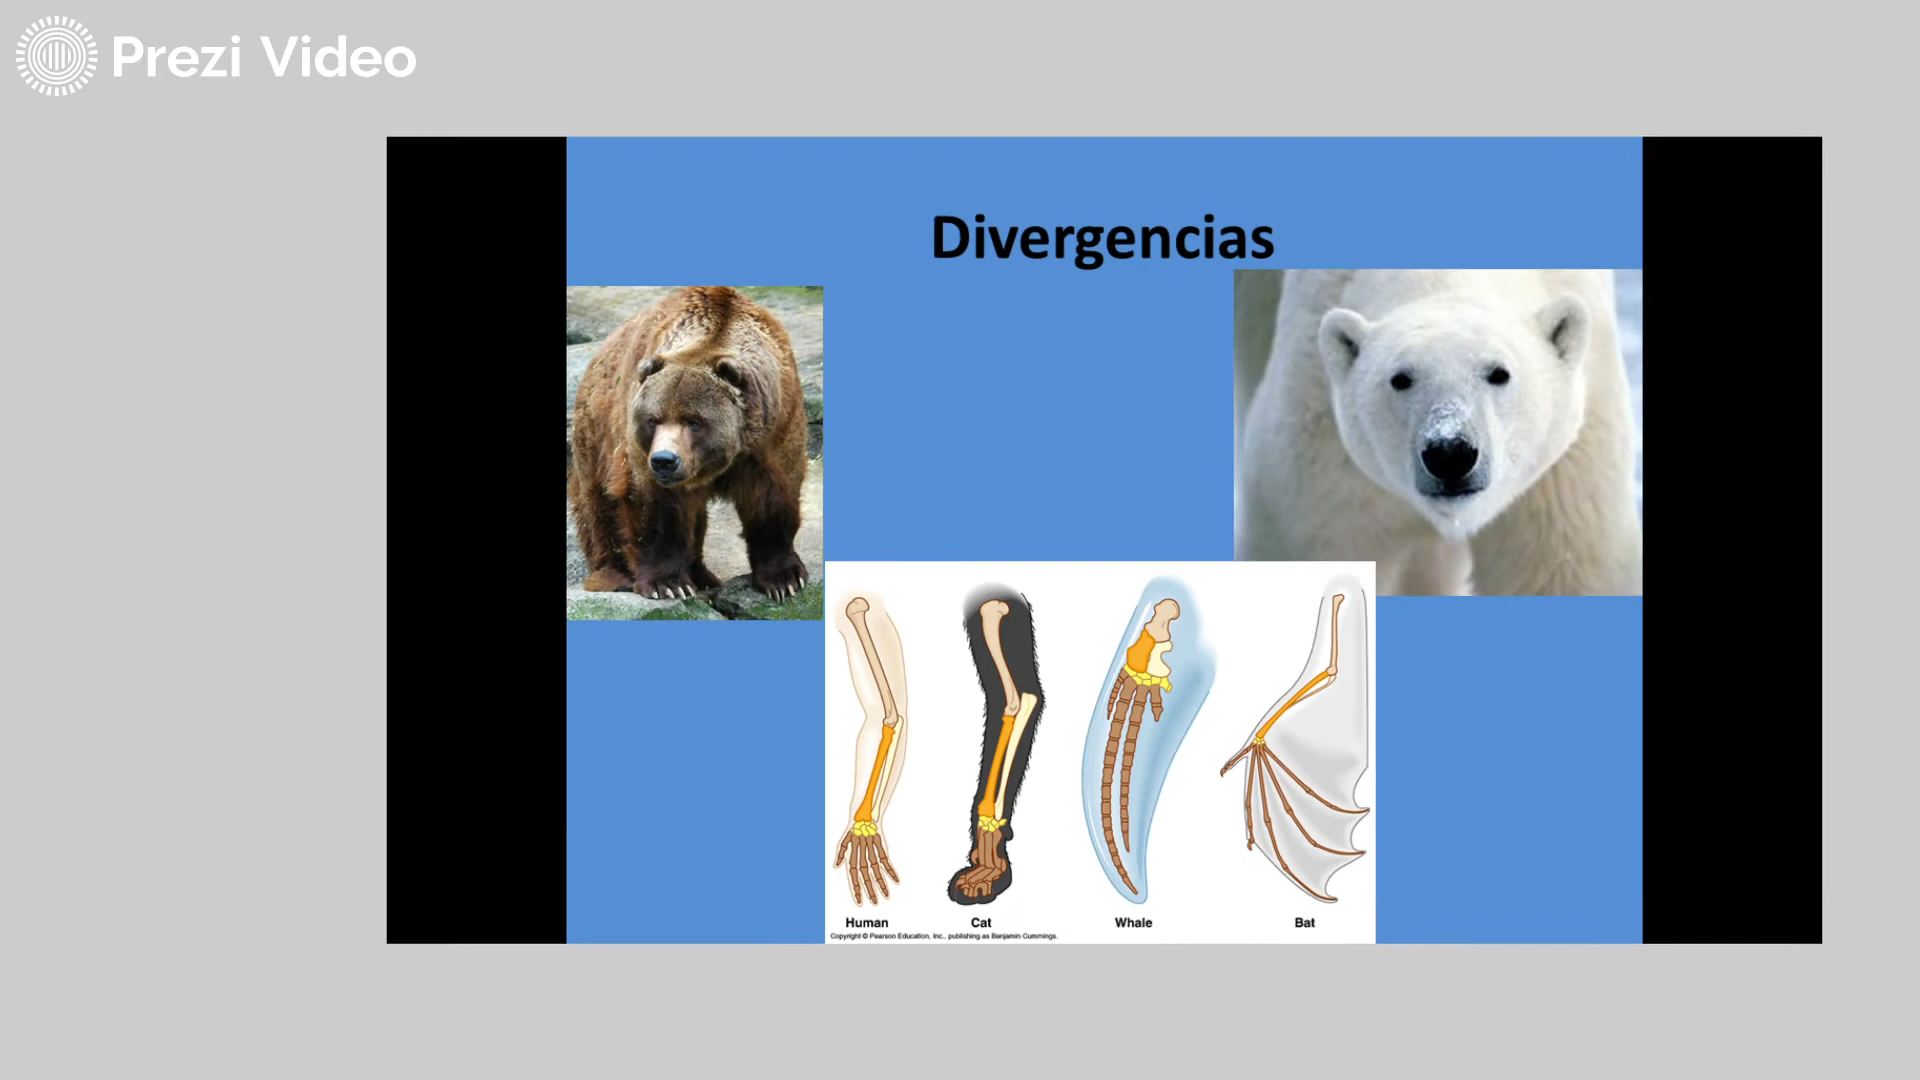 Prezi Video
Divergencias
Human Cat Whale Bat
Copyright © Pearson Education, Inc., publishing as Benjamin Cummings.